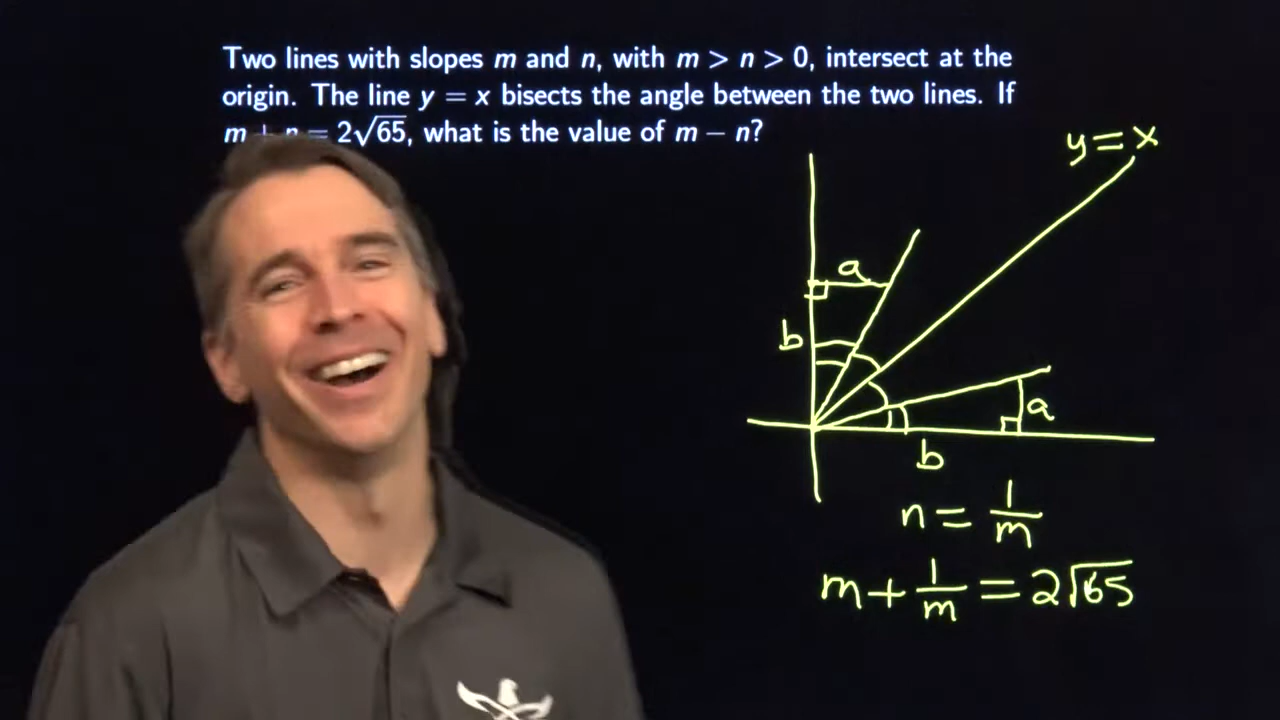 Two lines with slopes m and n, with m > n > 0, intersect at the
origin. The line y = x bisects the angle between the two lines. If
m + n = 2√65, what is the value of m − n?
y = x
a
b
a
b
n = 1/m
m + 1/m = 2√65